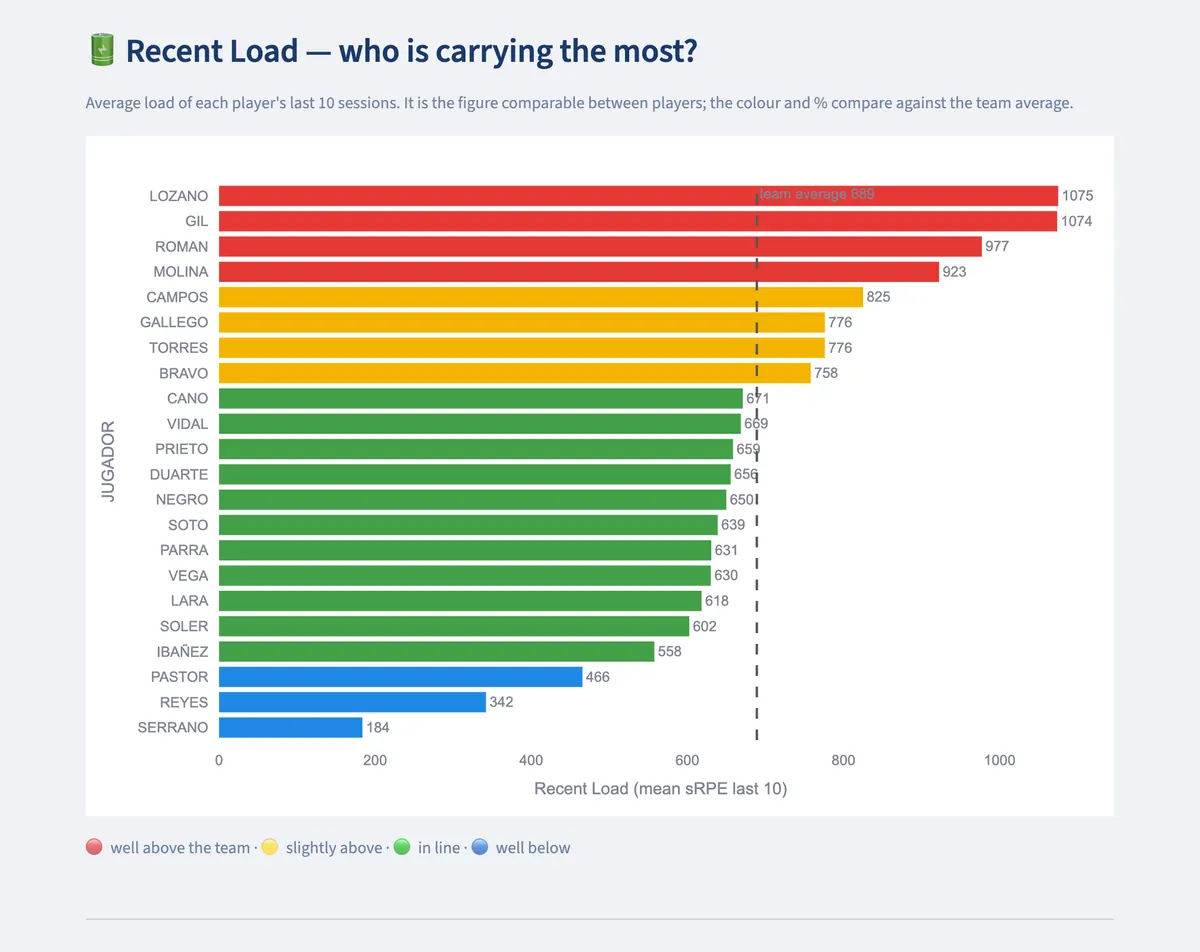 Recent Load — who is carrying the most?
Average load of each player's last 10 sessions. It is the figure comparable between players; the colour and % compare against the team average.
team average 689
LOZANO 1075
GIL 1074
ROMAN 977
MOLINA 923
CAMPOS 825
GALLEGO 776
TORRES 776
BRAVO 758
CANO 671
VIDAL 669
PRIETO 659
DUARTE 656
NEGRO 650
SOTO 639
PARRA 631
VEGA 630
LARA 618
SOLER 602
IBAÑEZ 558
PASTOR 466
REYES 342
SERRANO 184
JUGADOR
0 200 400 600 800 1000
Recent Load (mean sRPE last 10)
well above the team · slightly above · in line · well below